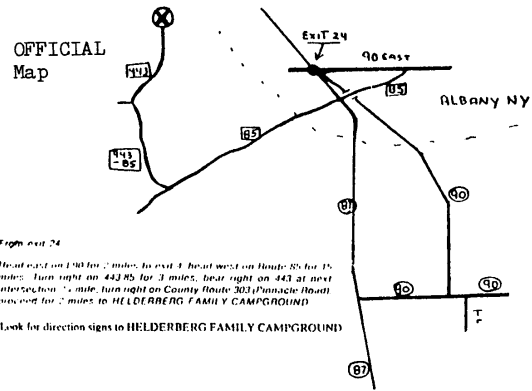 OFFICIAL
Map
EXIT 24
90 EAST
443
85
ALBANY NY
85
443
-85
87
90
90
90
87
From exit 24
Head east on I-90 for 2 miles to exit 4, head west on Route 85 for 15
miles. Turn right on 443-85 for 3 miles, bear right on 443 at next
intersection. mile, turn right on County Route 303 (Pinnacle Road)
proceed for 2 miles to HELDERBERG FAMILY CAMPGROUND
Look for direction signs to HELDERBERG FAMILY CAMPGROUND